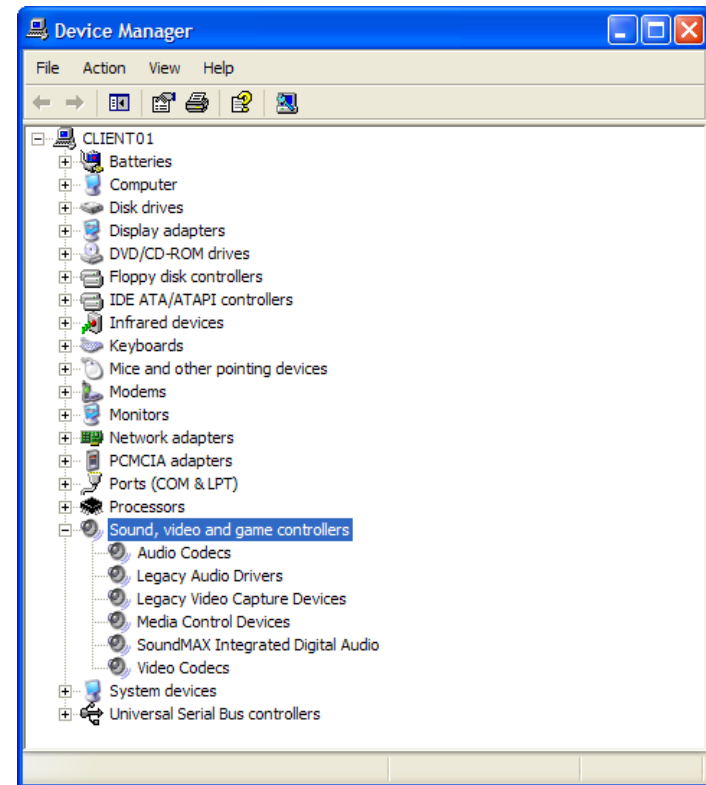 Device Manager
File Action View Help
CLIENT01
Batteries
Computer
Disk drives
Display adapters
DVD/CD-ROM drives
Floppy disk controllers
IDE ATA/ATAPI controllers
Infrared devices
Keyboards
Mice and other pointing devices
Modems
Monitors
Network adapters
PCMCIA adapters
Ports (COM & LPT)
Processors
Sound, video and game controllers
Audio Codecs
Legacy Audio Drivers
Legacy Video Capture Devices
Media Control Devices
SoundMAX Integrated Digital Audio
Video Codecs
System devices
Universal Serial Bus controllers